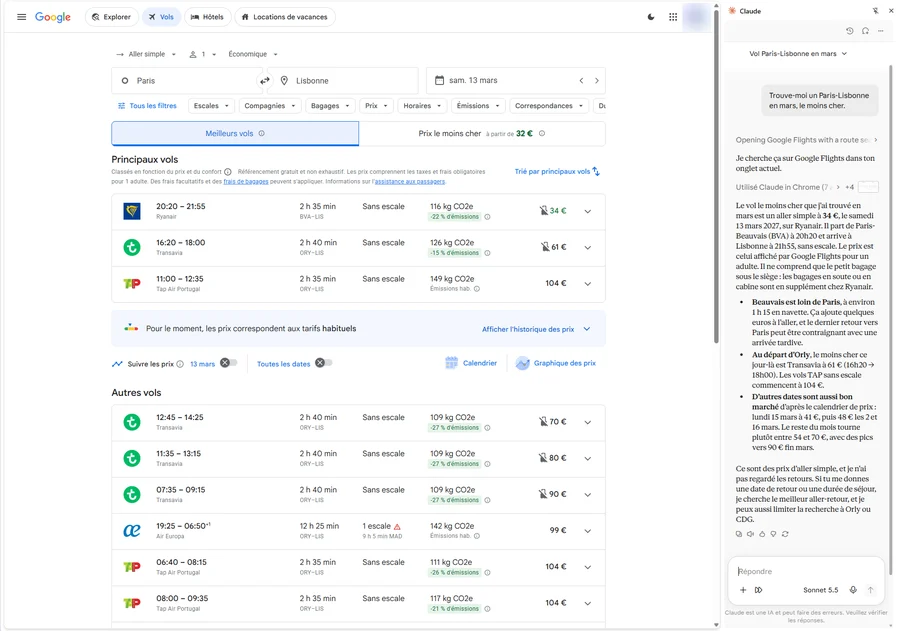 Google
Explorer
Vols
Hôtels
Locations de vacances
Aller simple
1
Économique
Paris
Lisbonne
sam. 13 mars
Tous les filtres
Escales
Compagnies
Bagages
Prix
Horaires
Émissions
Correspondances
Du
Meilleurs vols
Prix le moins cher à partir de 32 €
Principaux vols
Classés en fonction du prix et du confort Référencement gratuit et non exhaustif. Les prix comprennent les taxes et frais obligatoires
pour 1 adulte. Des frais facultatifs et des frais de bagages peuvent s'appliquer. Informations sur l'assistance aux passagers.
Trié par principaux vols
20:20 – 21:55 2 h 35 min Sans escale 116 kg CO2e 34 €
Ryanair BVA–LIS -22 % d'émissions
16:20 – 18:00 2 h 40 min Sans escale 126 kg CO2e 61 €
Transavia ORY–LIS -15 % d'émissions
11:00 – 12:35 2 h 35 min Sans escale 149 kg CO2e 104 €
Tap Air Portugal ORY–LIS Émissions hab.
Pour le moment, les prix correspondent aux tarifs habituels
Afficher l'historique des prix
Suivre les prix 13 mars Toutes les dates Calendrier Graphique des prix
Autres vols
12:45 – 14:25 2 h 40 min Sans escale 109 kg CO2e 70 €
Transavia ORY–LIS -27 % d'émissions
11:35 – 13:15 2 h 40 min Sans escale 109 kg CO2e 80 €
Transavia ORY–LIS -27 % d'émissions
07:35 – 09:15 2 h 40 min Sans escale 109 kg CO2e 90 €
Transavia ORY–LIS -27 % d'émissions
19:25 – 06:50+1 12 h 25 min 1 escale 142 kg CO2e 99 €
Air Europa ORY–LIS 9 h 5 min MAD Émissions hab.
06:40 – 08:15 2 h 35 min Sans escale 111 kg CO2e 104 €
Tap Air Portugal ORY–LIS -26 % d'émissions
08:00 – 09:35 2 h 35 min Sans escale 117 kg CO2e 104 €
Tap Air Portugal ORY–LIS -21 % d'émissions
Claude
Vol Paris-Lisbonne en mars
Trouve-moi un Paris-Lisbonne
en mars, le moins cher.
Opening Google Flights with a route se
Je cherche ça sur Google Flights dans ton
onglet actuel.
Utilisé Claude in Chrome (7 +4
Le vol le moins cher que j'ai trouvé en
mars est un aller simple à 34 €, le samedi
13 mars 2027, sur Ryanair. Il part de Paris-
Beauvais (BVA) à 20h20 et arrive à
Lisbonne à 21h55, sans escale. Le prix est
celui affiché par Google Flights pour un
adulte. Il ne comprend que le petit bagage
sous le siège : les bagages en soute ou en
cabine sont en supplément chez Ryanair.
• Beauvais est loin de Paris, à environ
1 h 15 en navette. Ça ajoute quelques
euros à l'aller, et le dernier retour vers
Paris peut être contraignant avec une
arrivée tardive.
• Au départ d'Orly, le moins cher ce
jour-là est Transavia à 61 € (16h20 →
18h00). Les vols TAP sans escale
commencent à 104 €.
• D'autres dates sont aussi bon
marché d'après le calendrier de prix :
lundi 15 mars à 41 €, puis 48 € les 2 et
16 mars. Le reste du mois tourne
plutôt entre 54 et 70 €, avec des pics
vers 90 € fin mars.
Ce sont des prix d'aller simple, et je n'ai
pas regardé les retours. Si tu me donnes
une date de retour ou une durée de séjour,
je cherche le meilleur aller-retour, et je
peux aussi limiter la recherche à Orly ou
CDG.
Répondre
Sonnet 5.5
Claude est une IA et peut faire des erreurs. Veuillez vérifier
les réponses.